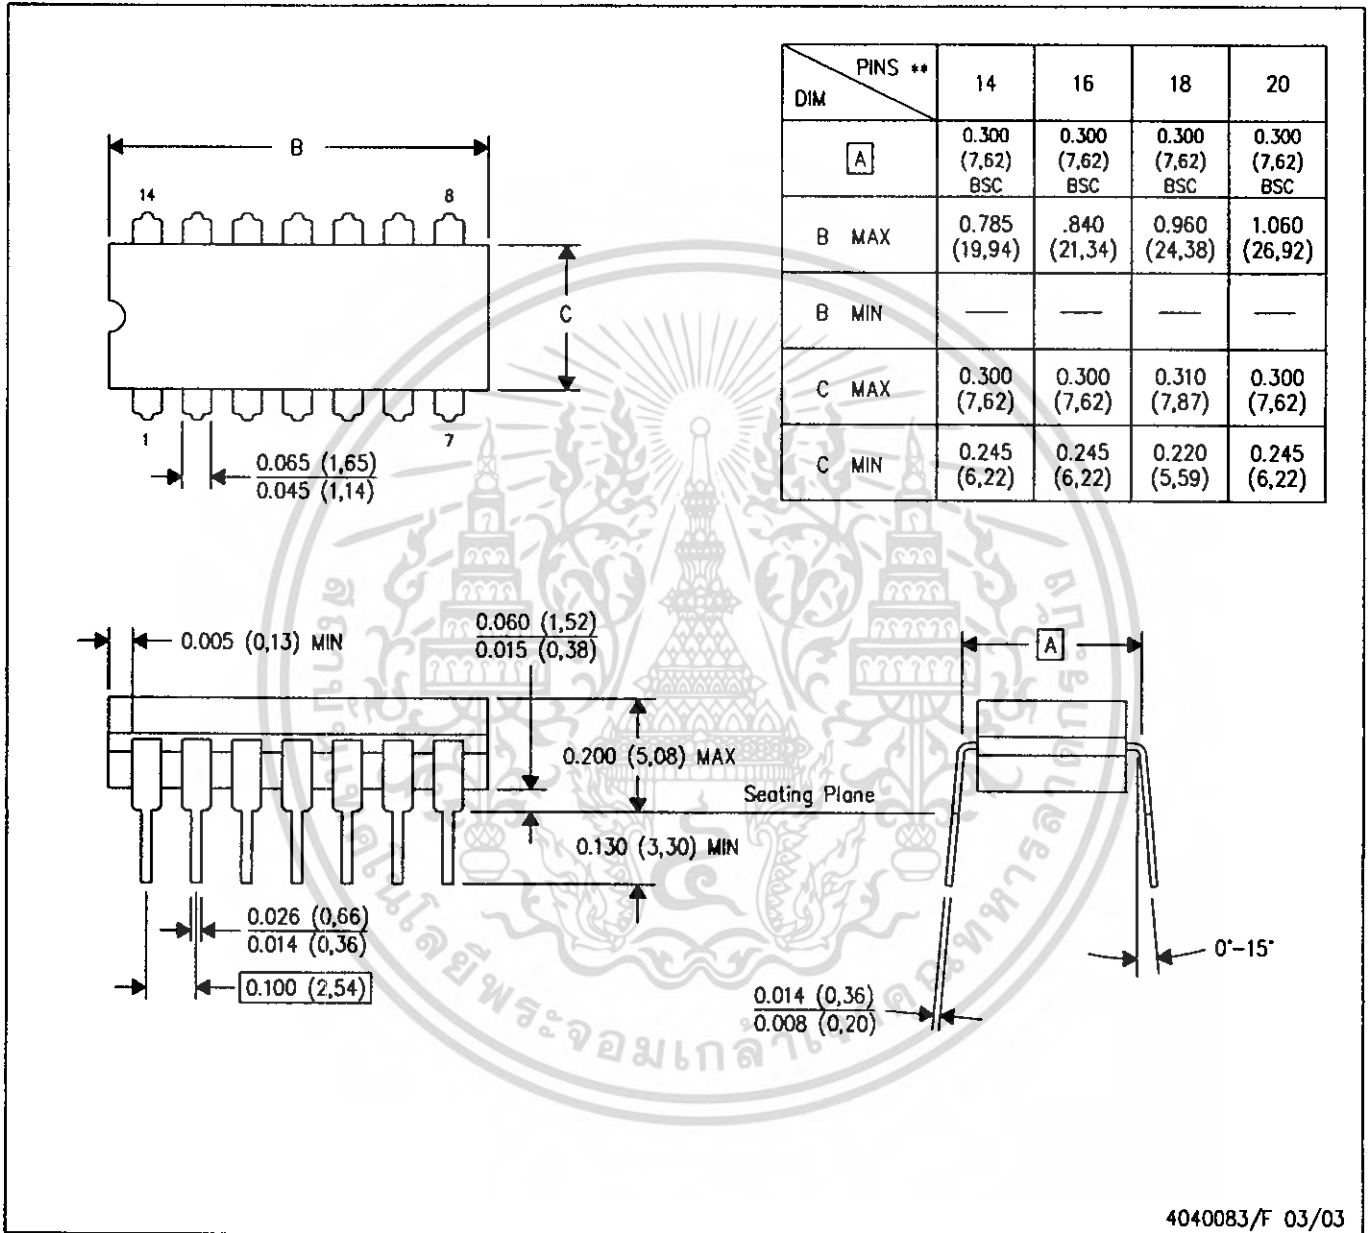 PINS **
DIM
14
16
18
20
A
0.300
(7,62)
BSC
0.300
(7,62)
BSC
0.300
(7,62)
BSC
0.300
(7,62)
BSC
B MAX
0.785
(19,94)
.840
(21,34)
0.960
(24,38)
1.060
(26,92)
B MIN
—
—
—
—
C MAX
0.300
(7,62)
0.300
(7,62)
0.310
(7,87)
0.300
(7,62)
C MIN
0.245
(6,22)
0.245
(6,22)
0.220
(5,59)
0.245
(6,22)
B
14
8
C
1
7
0.065 (1,65)
0.045 (1,14)
0.005 (0,13) MIN
0.060 (1,52)
0.015 (0,38)
0.200 (5,08) MAX
Seating Plane
0.130 (3,30) MIN
0.026 (0,66)
0.014 (0,36)
0.100 (2,54)
A
0°–15°
0.014 (0,36)
0.008 (0,20)
4040083/F 03/03